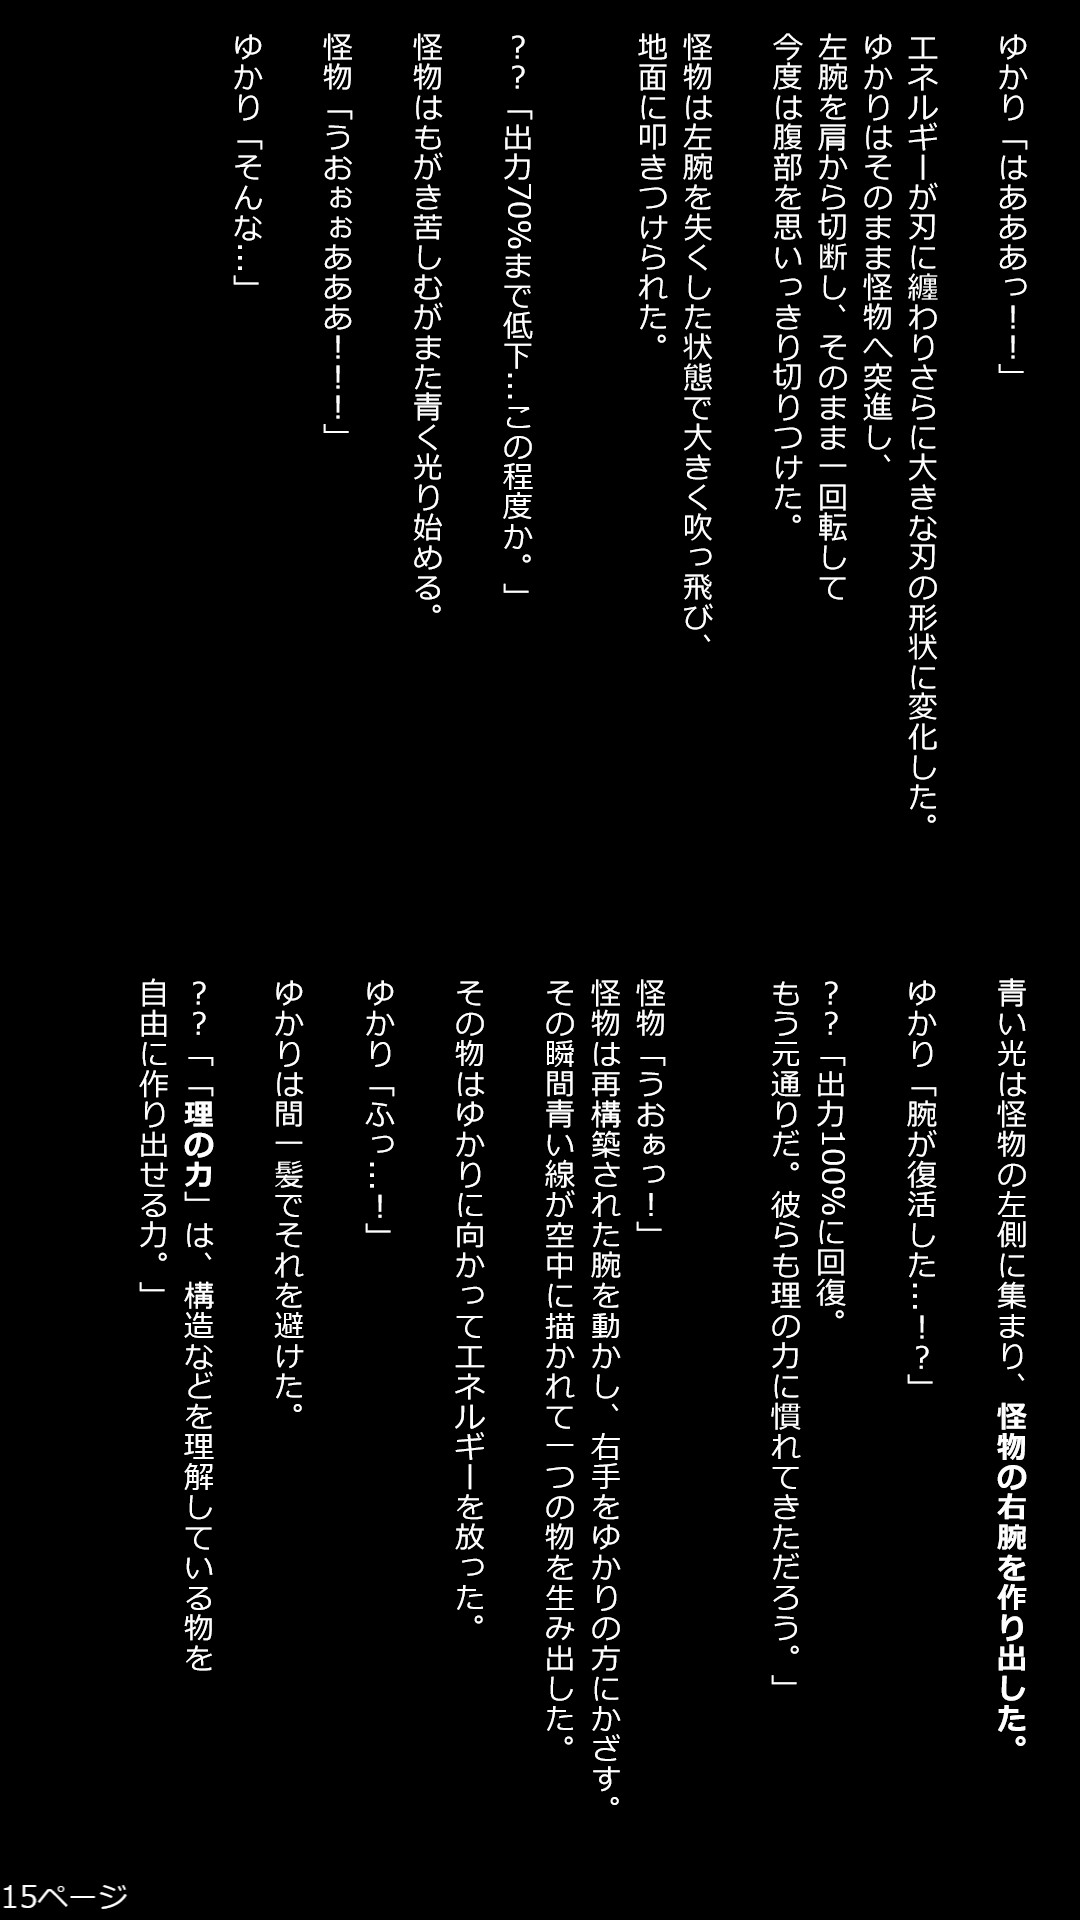 ゆかり「はあああっ！！」
エネルギーが刃に纏わりさらに大きな刃の形状に変化した。
ゆかりはそのまま怪物へ突進し、
左腕を肩から切断し、そのまま一回転して
今度は腹部を思いっきり切りつけた。
怪物は左腕を失くした状態で大きく吹っ飛び、
地面に叩きつけられた。
？？「出力70%まで低下…この程度か。」
怪物はもがき苦しむがまた青く光り始める。
怪物「うおぉぉあああ！！！」
ゆかり「そんな…」
青い光は怪物の左側に集まり、怪物の右腕を作り出した。
ゆかり「腕が復活した…！？」
？？「出力100%に回復。
もう元通りだ。彼らも理の力に慣れてきただろう。」
怪物「うおぁっ！」
怪物は再構築された腕を動かし、右手をゆかりの方にかざす。
その瞬間青い線が空中に描かれて一つの物を生み出した。
その物はゆかりに向かってエネルギーを放った。
ゆかり「ふっ…！」
ゆかりは間一髪でそれを避けた。
？？「「理の力」は、構造などを理解している物を
自由に作り出せる力。」
15ページ